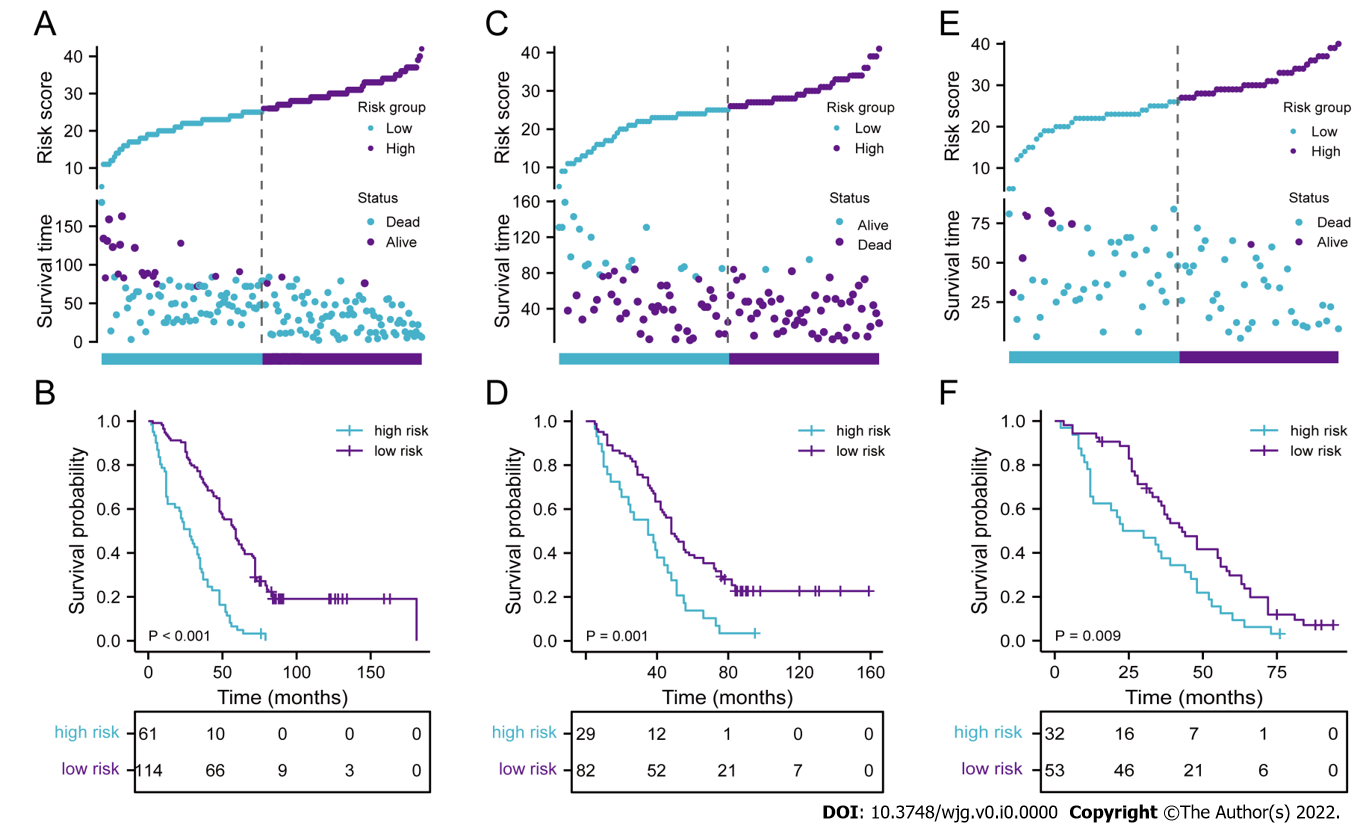 A
Risk score
40
30
20
10
Risk group
Low
High
Survival time
150
100
50
0
Status
Dead
Alive
C
Risk score
40
30
20
10
Risk group
Low
High
Survival time
160
120
80
40
Status
Alive
Dead
E
Risk score
40
30
20
10
Risk group
Low
High
Survival time
75
50
25
Status
Dead
Alive
B
Survival probability
1.0
0.8
0.6
0.4
0.2
0.0
high risk
low risk
P < 0.001
0 50 100 150
Time (months)
high risk 61 10 0 0 0
low risk 114 66 9 3 0
D
Survival probability
1.0
0.8
0.6
0.4
0.2
0.0
high risk
low risk
P = 0.001
40 80 120 160
Time (months)
high risk 29 12 1 0 0
low risk 82 52 21 7 0
F
Survival probability
1.0
0.8
0.6
0.4
0.2
0.0
high risk
low risk
P = 0.009
0 25 50 75
Time (months)
high risk 32 16 7 1 0
low risk 53 46 21 6 0
DOI: 10.3748/wjg.v0.i0.0000 Copyright ©The Author(s) 2022.